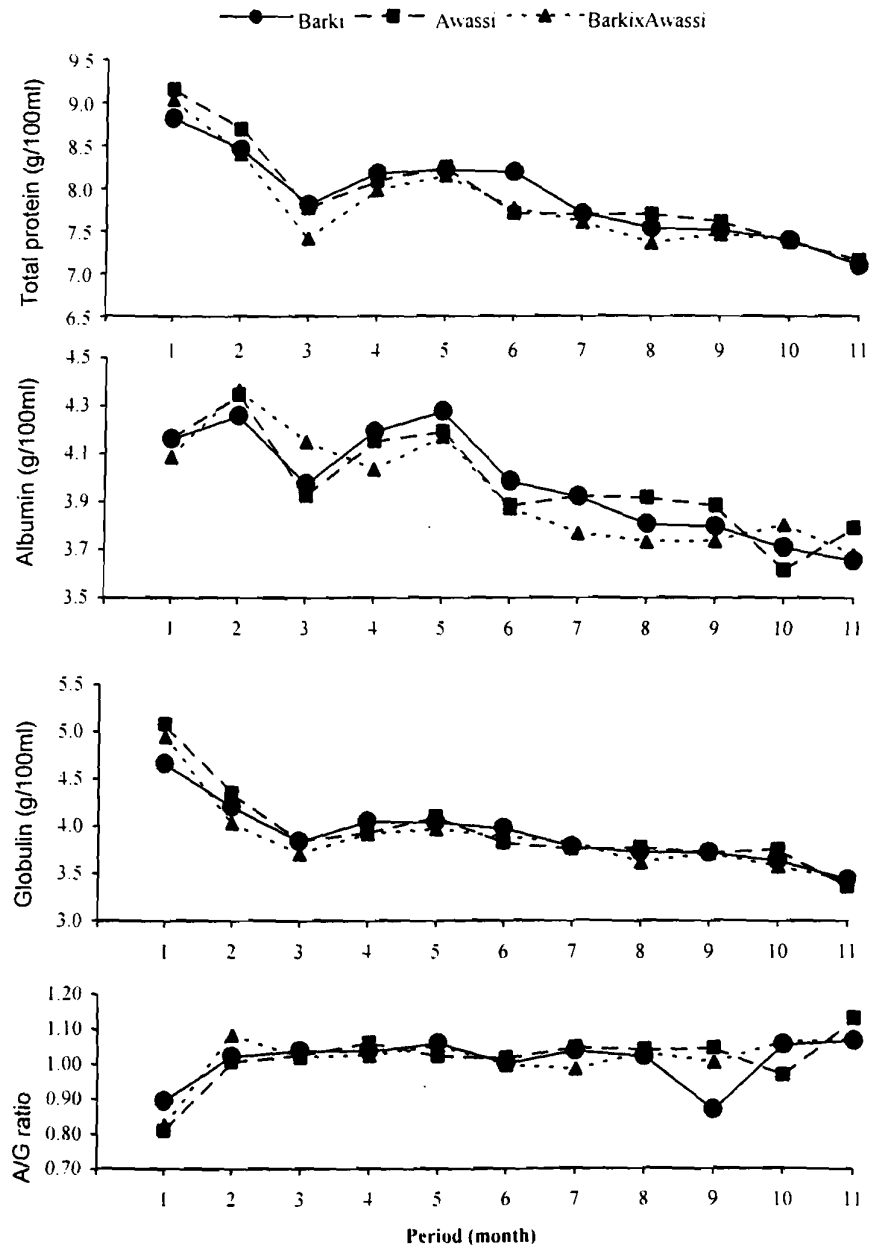 Barki Awassi BarkixAwassi
Total protein (g/100ml)
9.5
9.0
8.5
8.0
7.5
7.0
6.5
1 2 3 4 5 6 7 8 9 10 11
Albumin (g/100ml)
4.5
4.3
4.1
3.9
3.7
3.5
1 2 3 4 5 6 7 8 9 10 11
Globulin (g/100ml)
5.5
5.0
4.5
4.0
3.5
3.0
1 2 3 4 5 6 7 8 9 10 11
A/G ratio
1.20
1.10
1.00
0.90
0.80
0.70
1 2 3 4 5 6 7 8 9 10 11
Period (month)